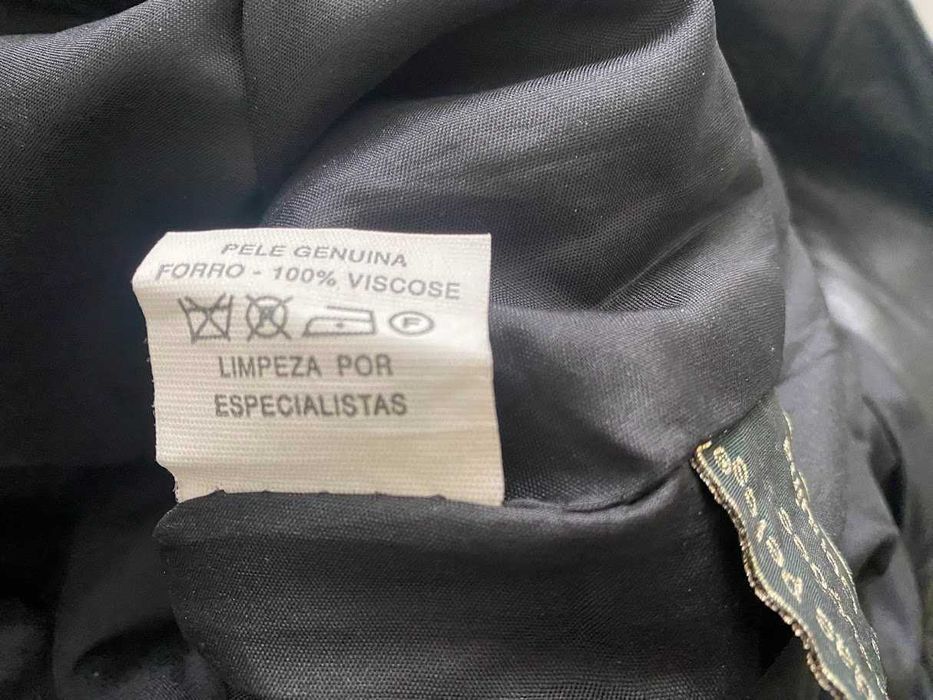 PELE GENUINA
FORRO - 100% VISCOSE
F
LIMPEZA POR
ESPECIALISTAS